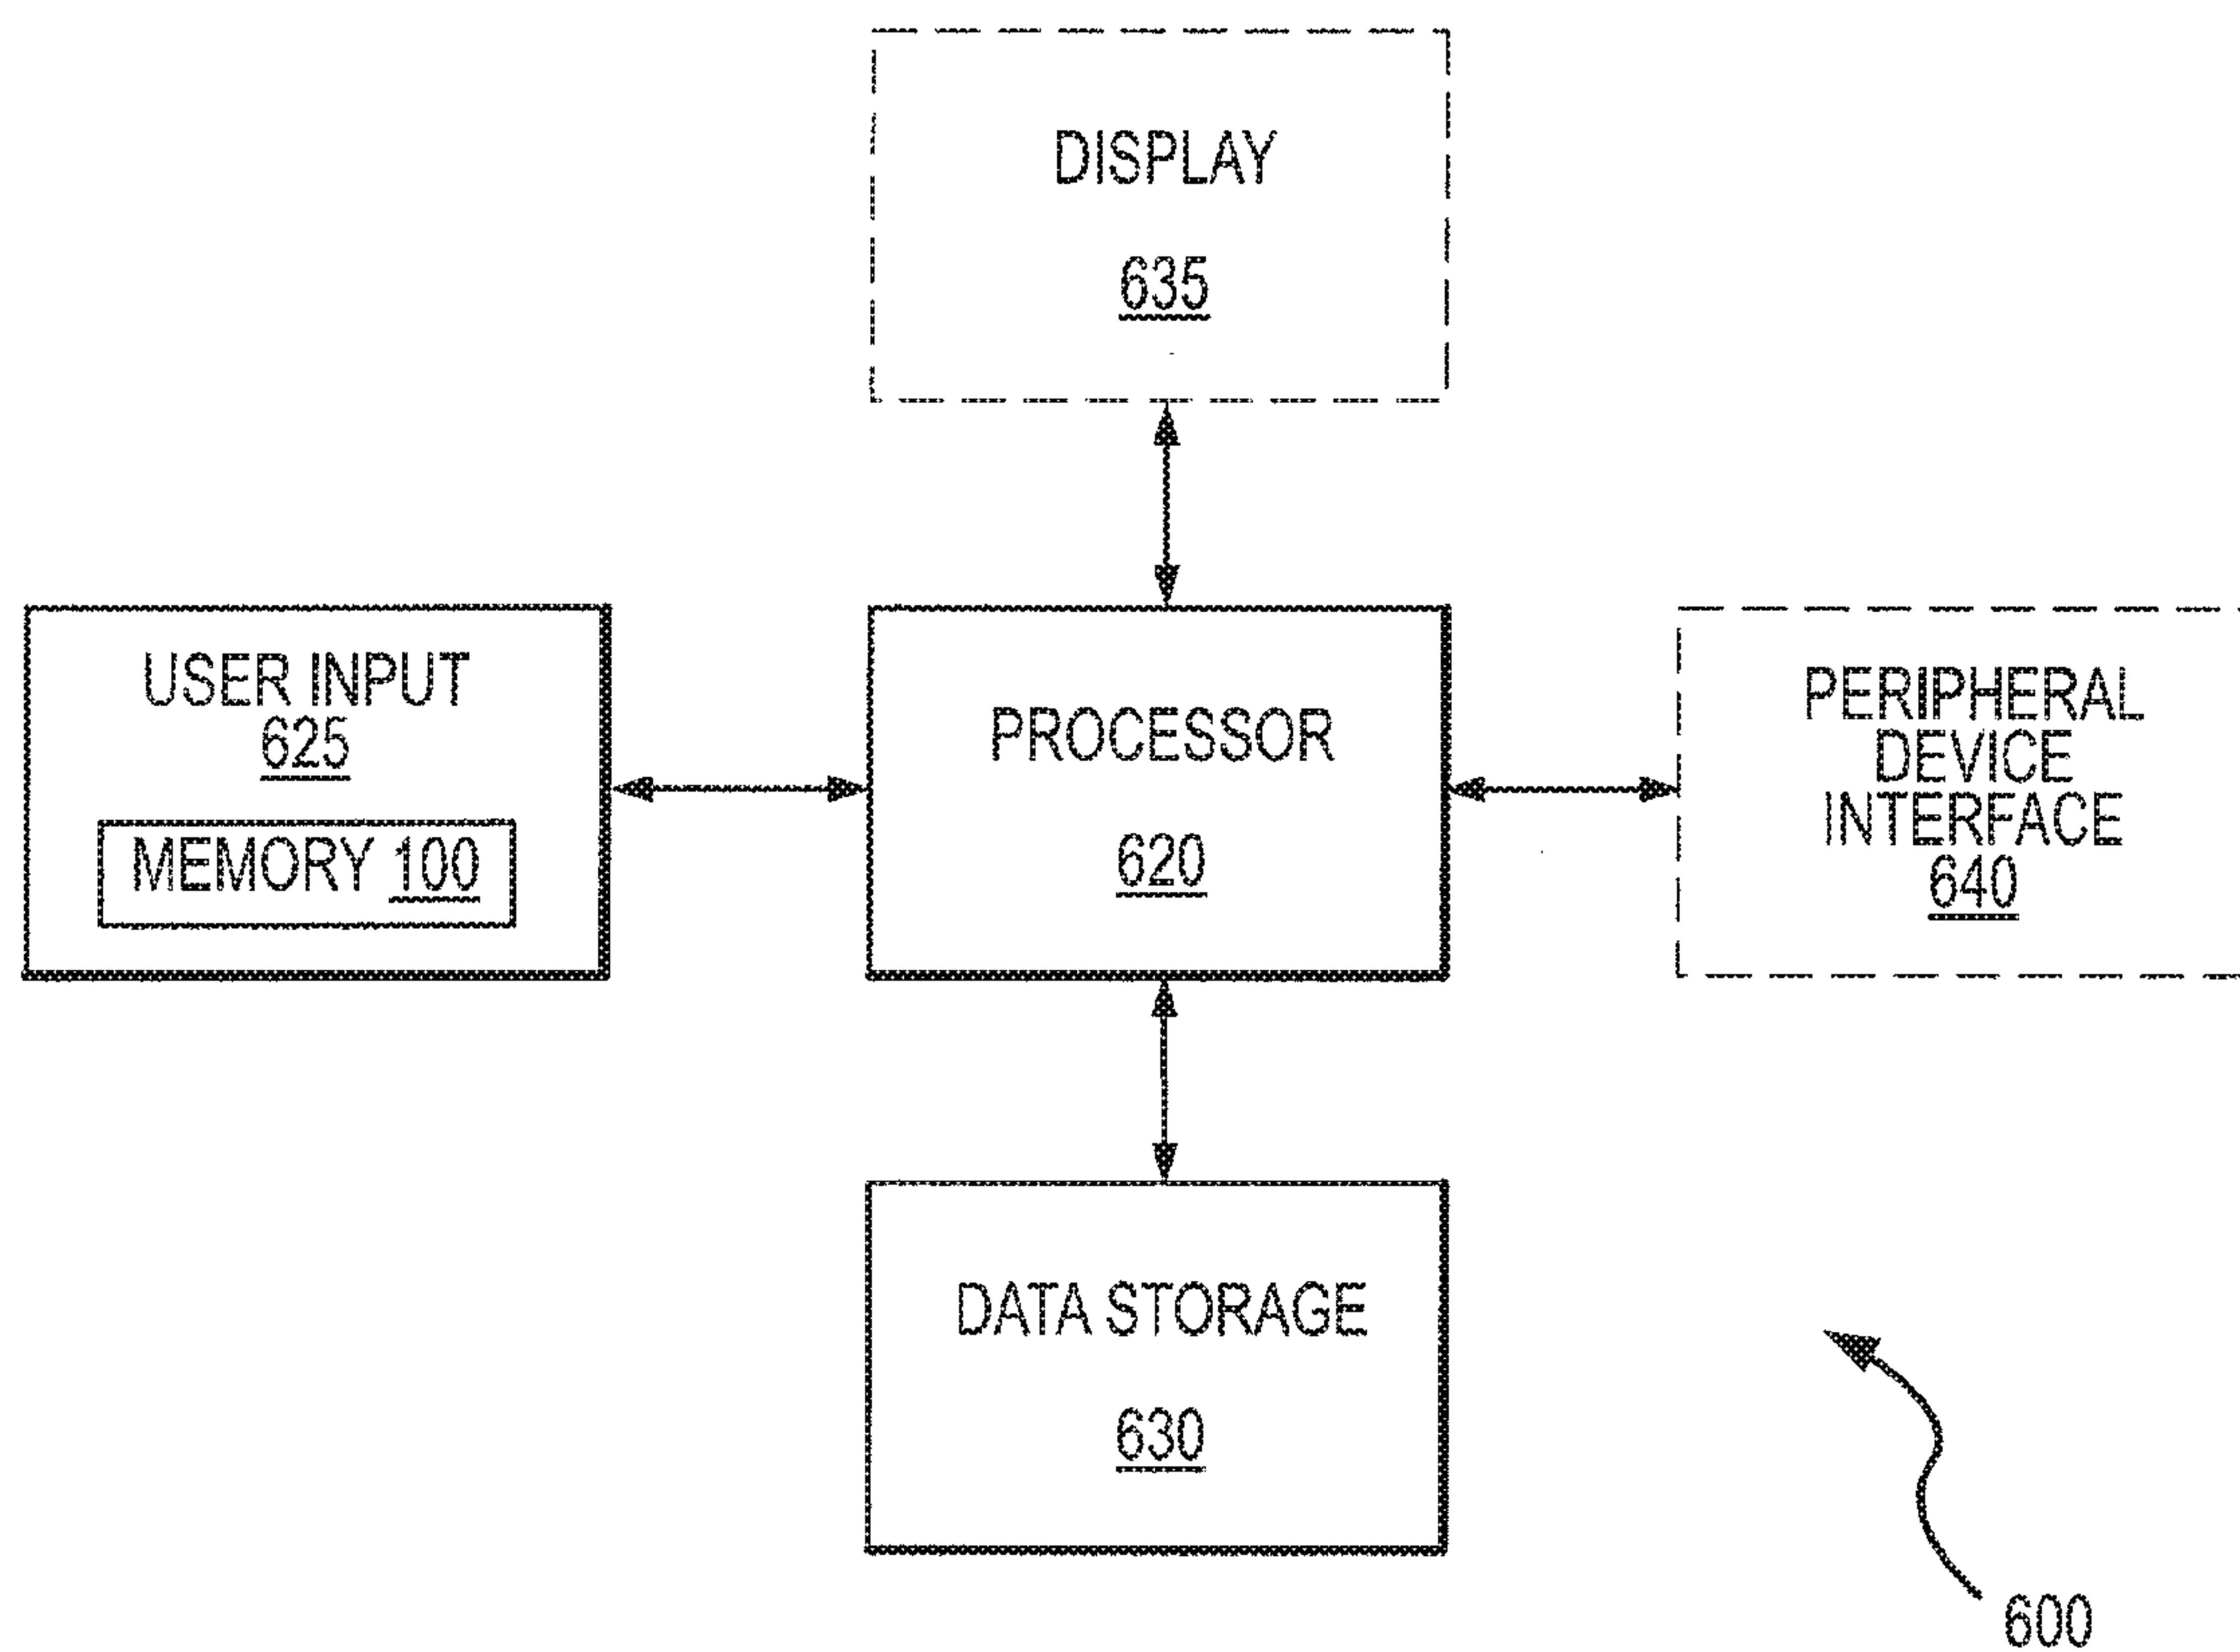 DISPLAY
635
USER INPUT
625
MEMORY 100
PROCESSOR
620
PERIPHERAL
DEVICE
INTERFACE
640
DATA STORAGE
630
600